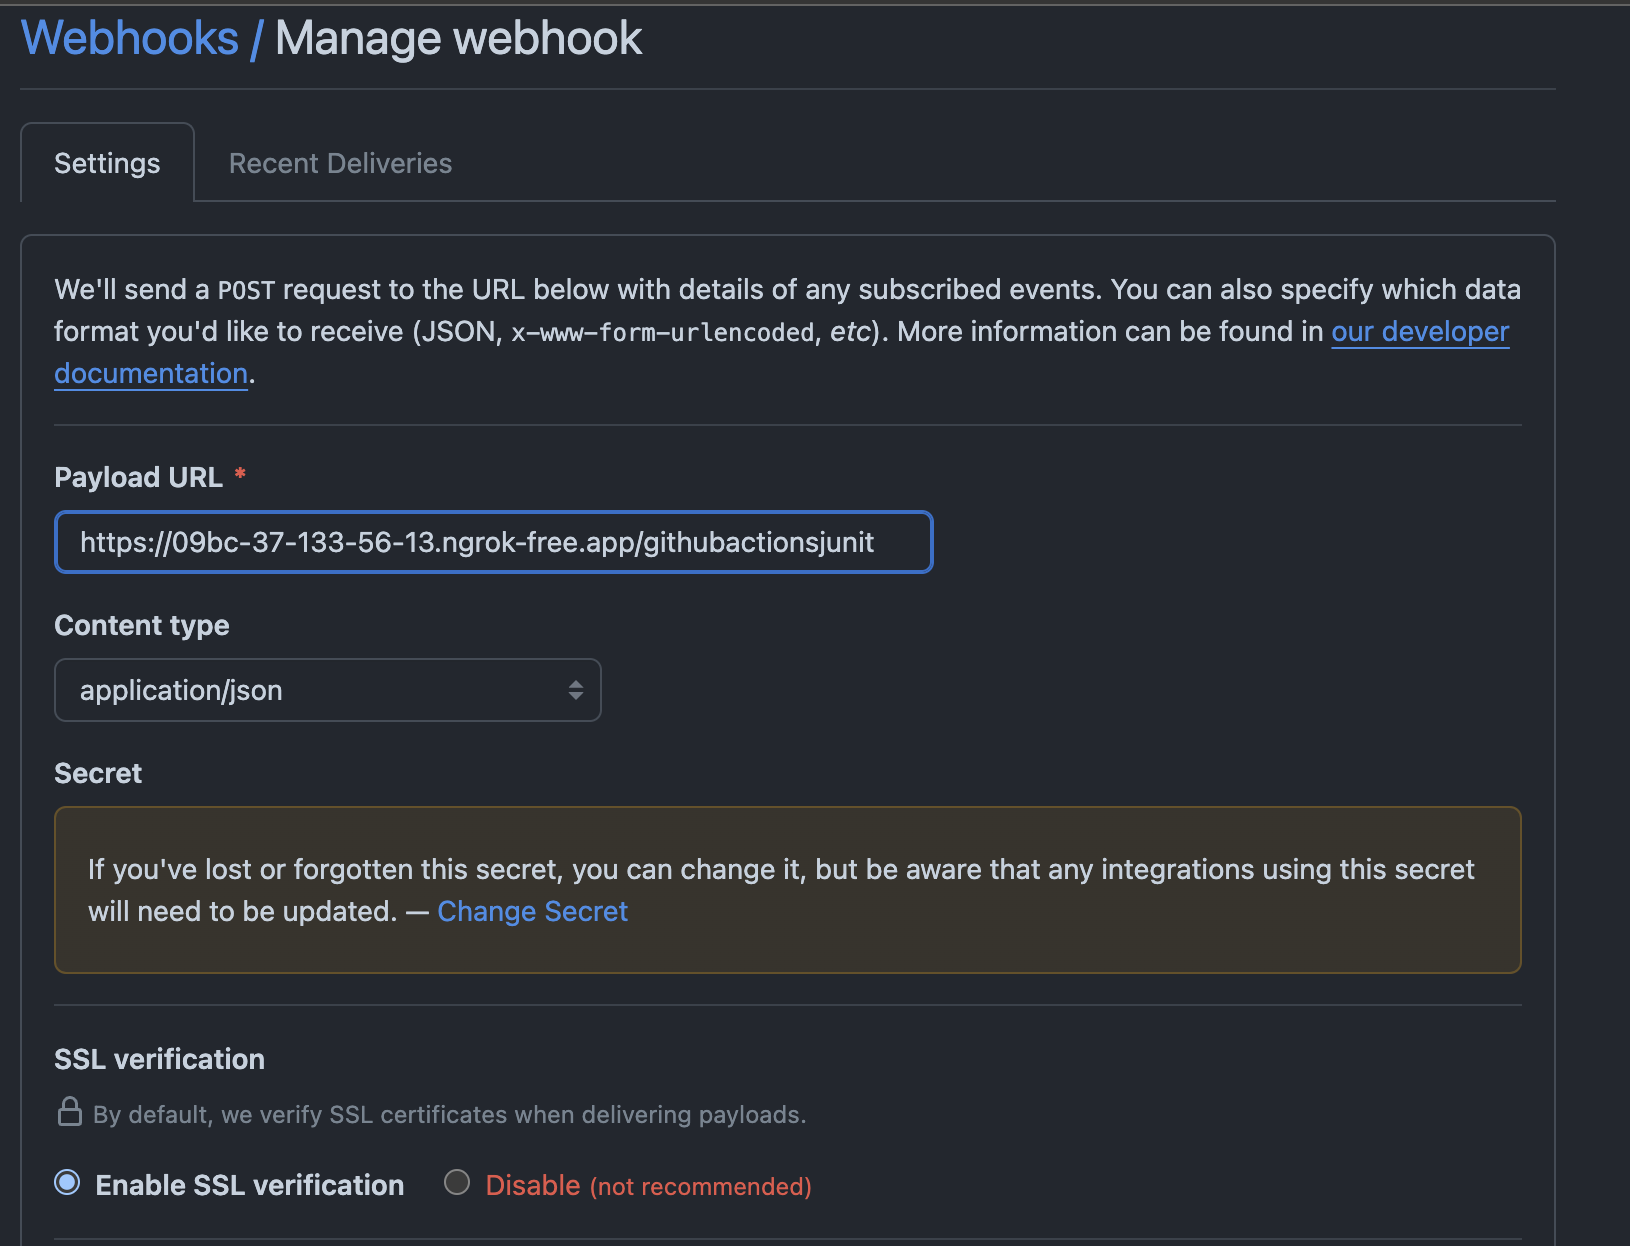 Webhooks / Manage webhook
Settings
Recent Deliveries
We'll send a POST request to the URL below with details of any subscribed events. You can also specify which data
format you'd like to receive (JSON, x-www-form-urlencoded, etc). More information can be found in our developer
documentation.
Payload URL *
https://09bc-37-133-56-13.ngrok-free.app/githubactionsjunit
Content type
application/json
Secret
If you've lost or forgotten this secret, you can change it, but be aware that any integrations using this secret
will need to be updated. — Change Secret
SSL verification
By default, we verify SSL certificates when delivering payloads.
Enable SSL verification
Disable (not recommended)